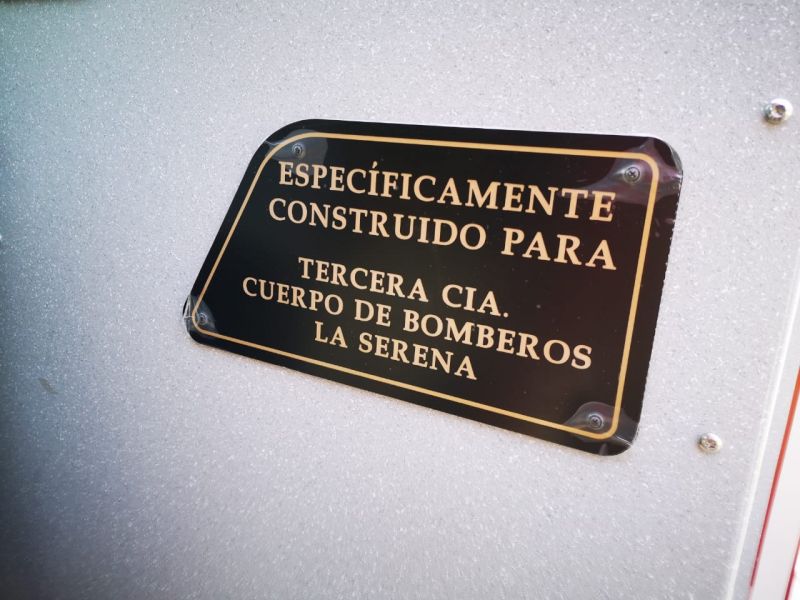 ESPECÍFICAMENTE
CONSTRUIDO PARA
TERCERA CIA.
CUERPO DE BOMBEROS
LA SERENA